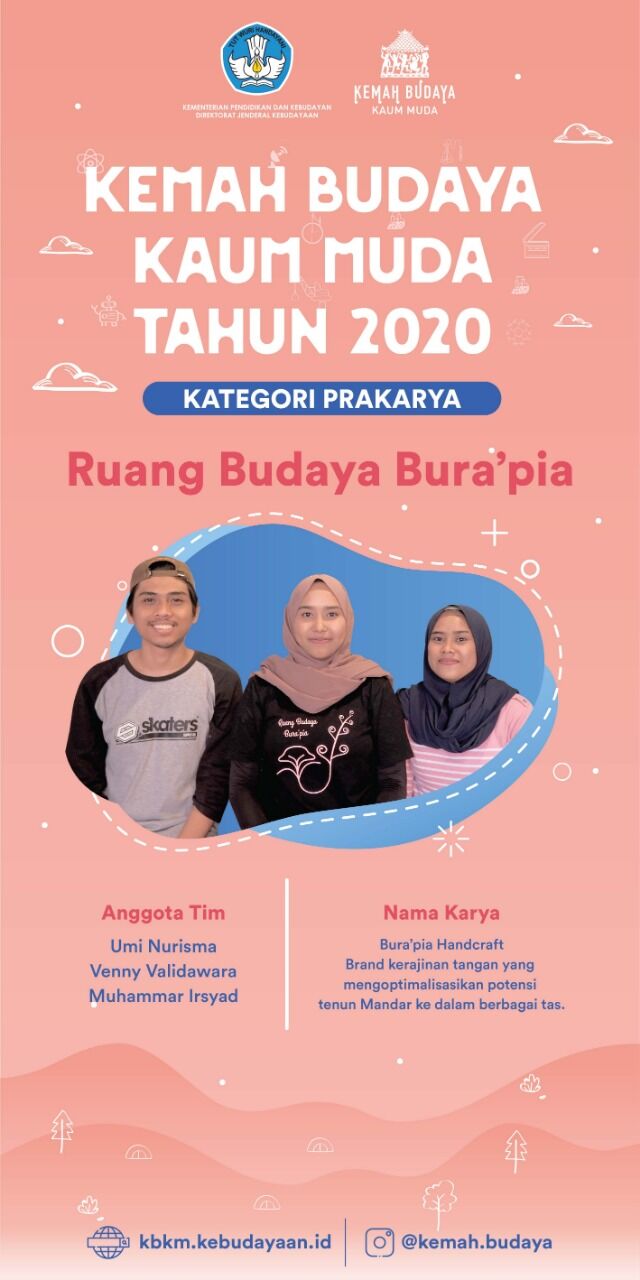 TUT WURI HANDAYANI
KEMENTERIAN PENDIDIKAN DAN KEBUDAYAAN
DIREKTORAT JENDERAL KEBUDAYAAN
KEMAH BUDAYA
KAUM MUDA
KEMAH BUDAYA
KAUM MUDA
TAHUN 2020
KATEGORI PRAKARYA
Ruang Budaya Bura'pia
skaters
Ruang Budaya
Bura'pia
Anggota Tim
Umi Nurisma
Venny Validawara
Muhammar Irsyad
Nama Karya
Bura'pia Handcraft
Brand kerajinan tangan yang
mengoptimalisasikan potensi
tenun Mandar ke dalam berbagai tas.
kbkm.kebudayaan.id
@kemah.budaya